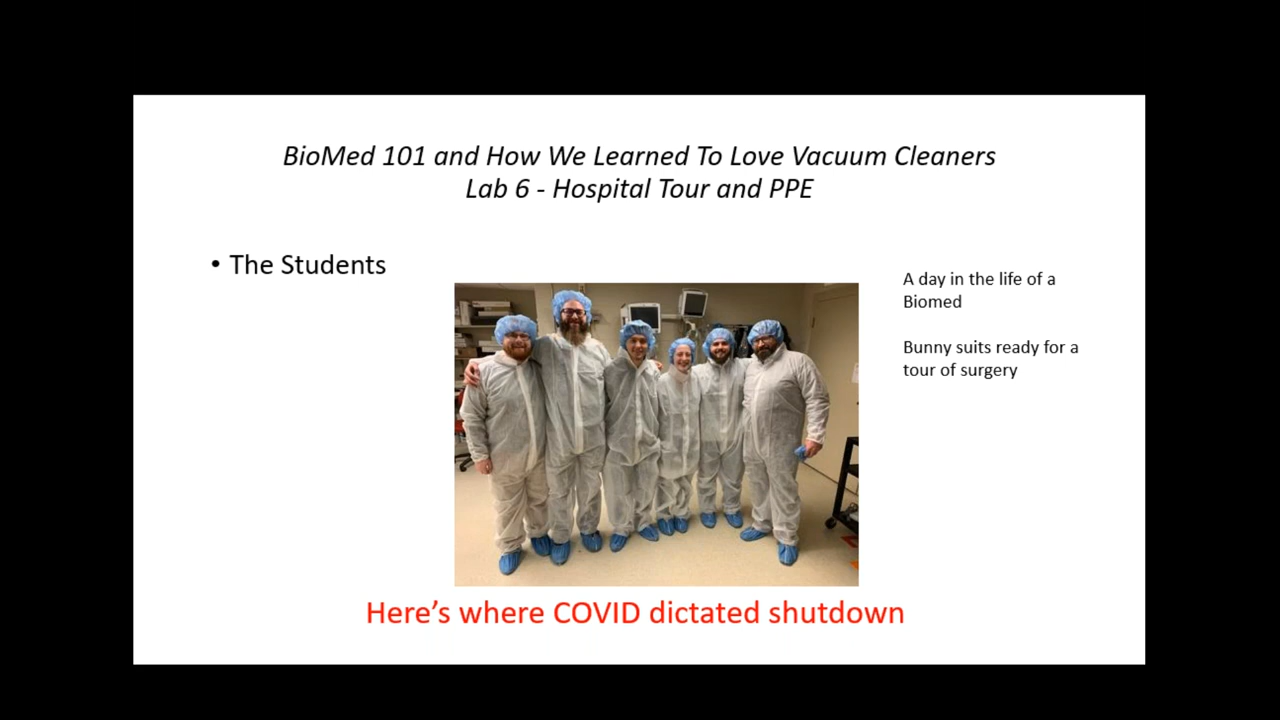 BioMed 101 and How We Learned To Love Vacuum Cleaners
Lab 6 - Hospital Tour and PPE
• The Students
A day in the life of a
Biomed
Bunny suits ready for a
tour of surgery
Here’s where COVID dictated shutdown